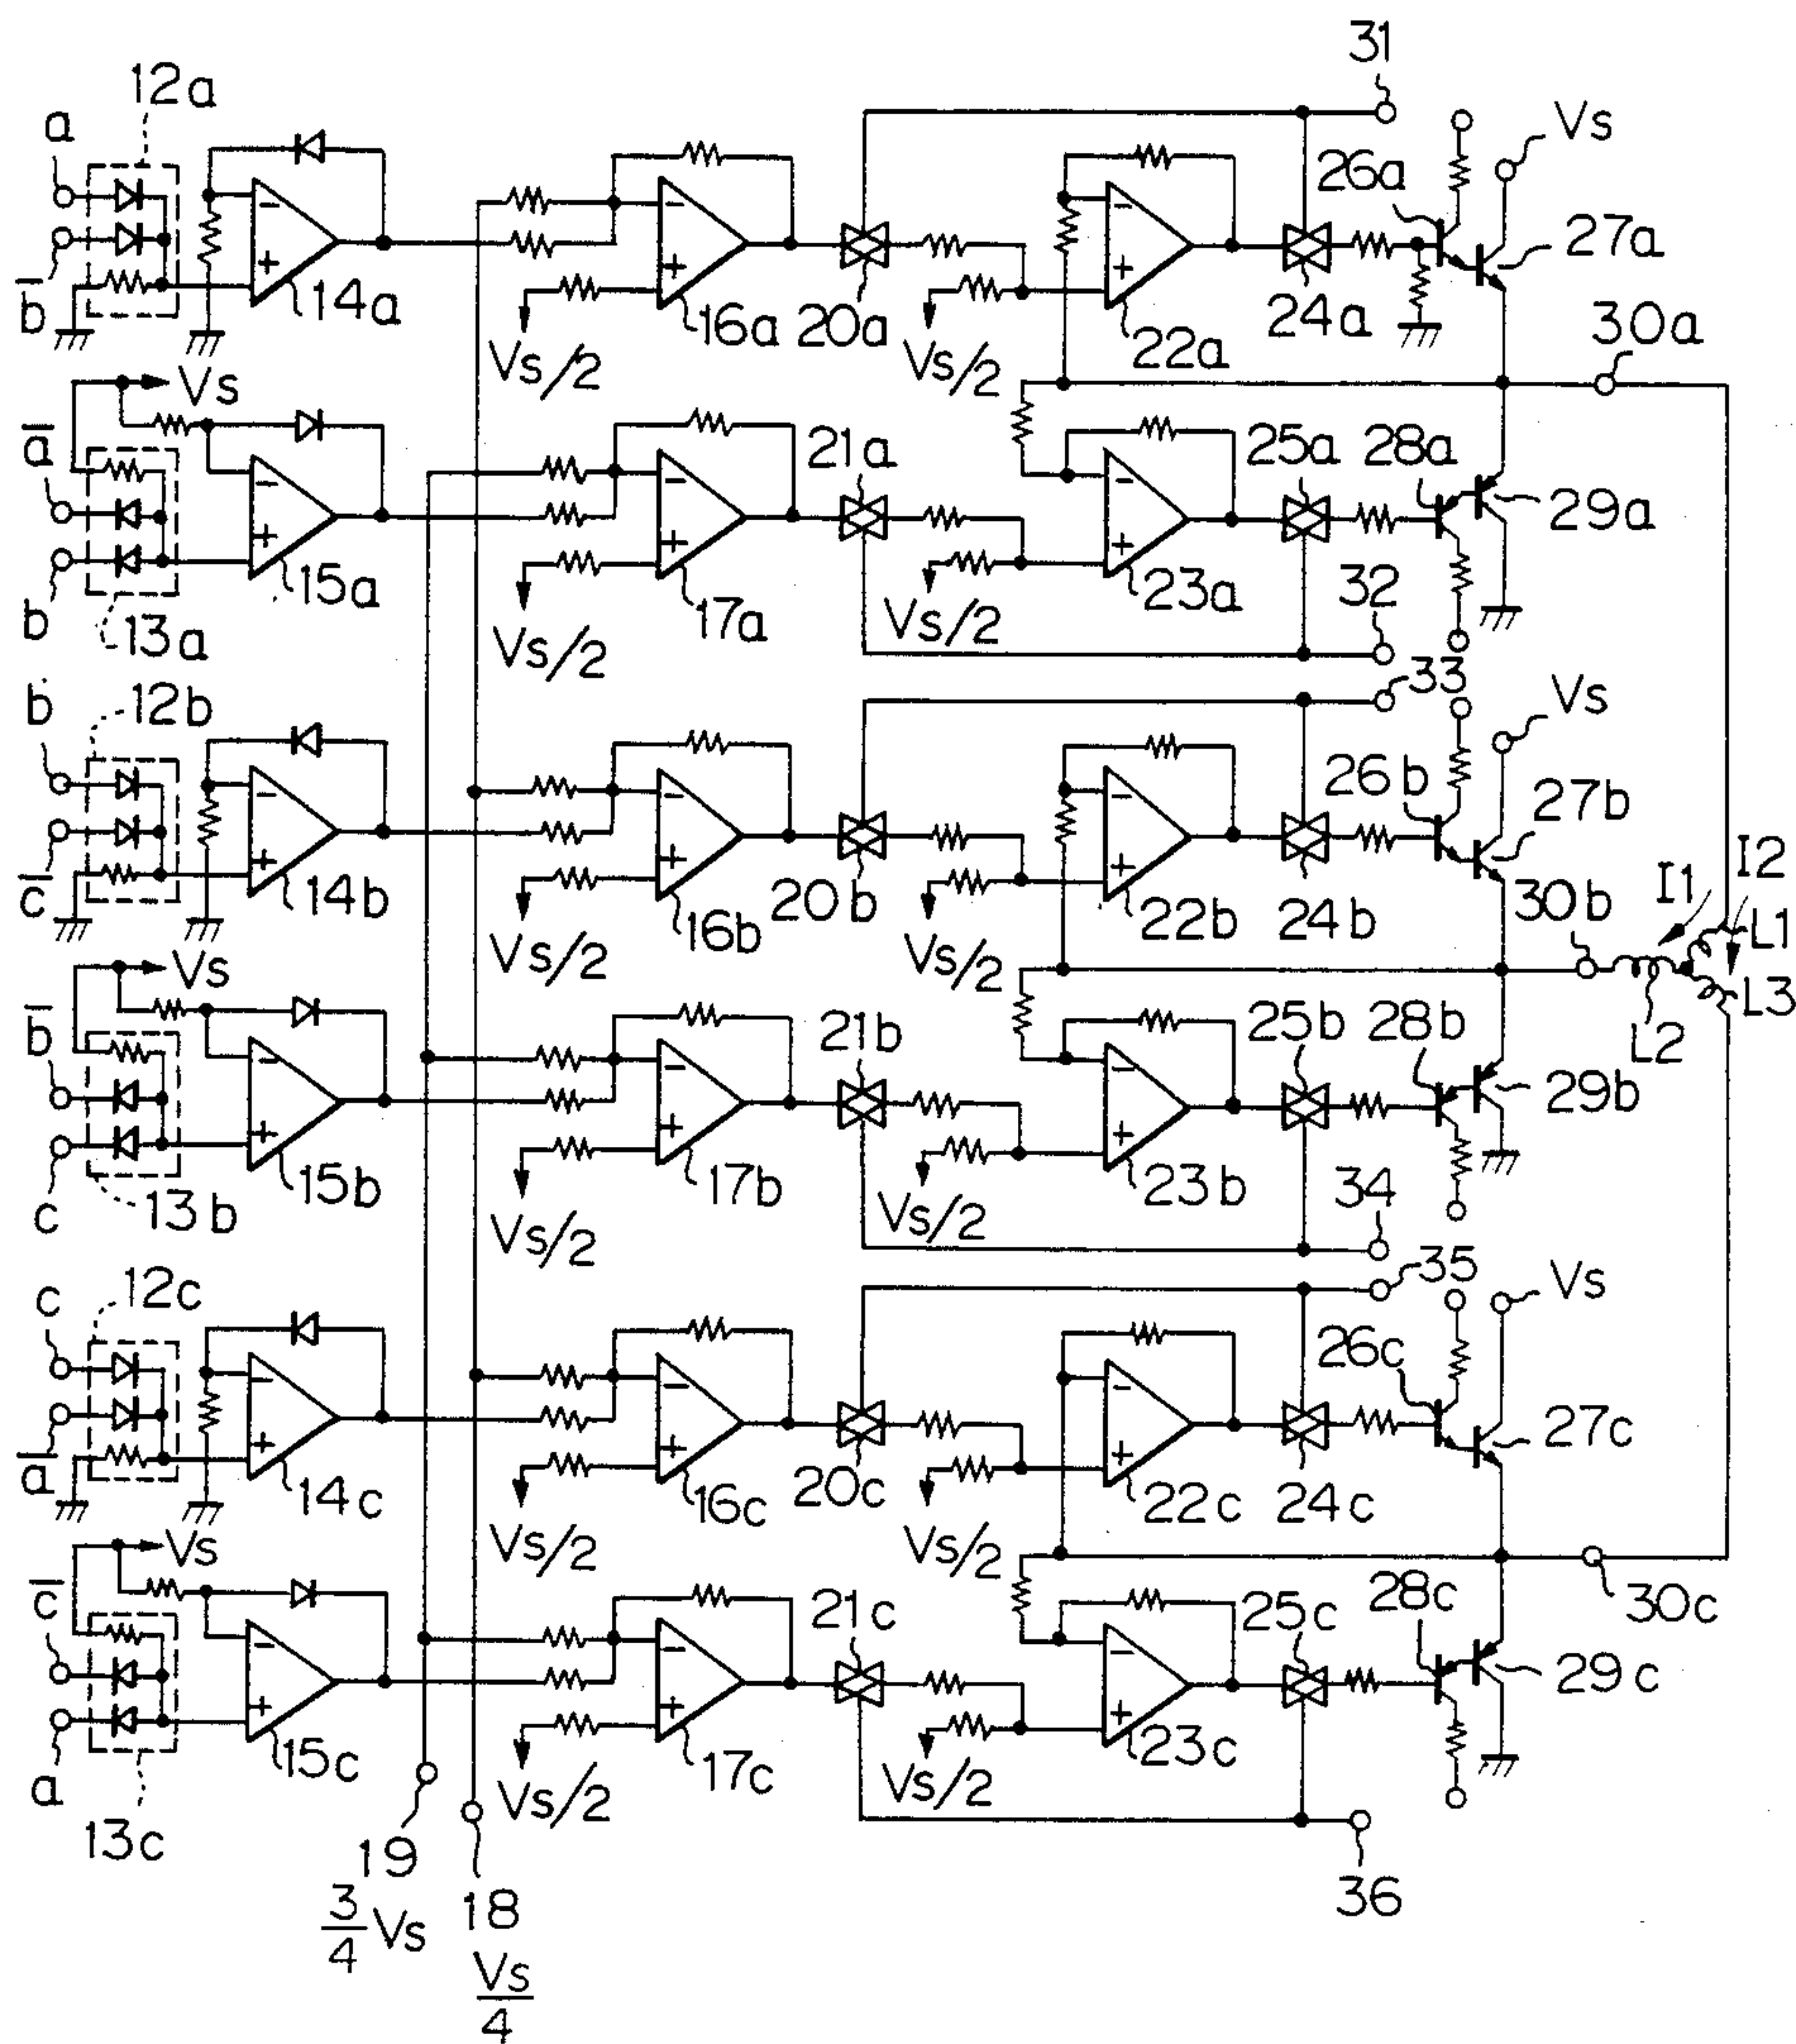 31
12a
a
b̅
14a
Vs/2
16a
20a
Vs/2
22a
24a
26a
Vs
27a
30a
Vs
a̅
b
13a
15a
Vs/2
17a
21a
Vs/2
23a
25a
28a
29a
32
33
b
12b
c̅
14b
Vs/2
16b
20b
Vs/2
22b
24b
26b
Vs
27b
30b
I1
I2
L1
L2
L3
Vs
b̅
c
13b
15b
Vs/2
17b
21b
Vs/2
23b
25b
28b
29b
34
35
c
12c
a̅
14c
Vs/2
16c
20c
Vs/2
22c
24c
26c
Vs
27c
30c
Vs
c̅
a
13c
15c
Vs/2
17c
21c
Vs/2
23c
25c
28c
29c
36
19
3/4 Vs
18
Vs/4